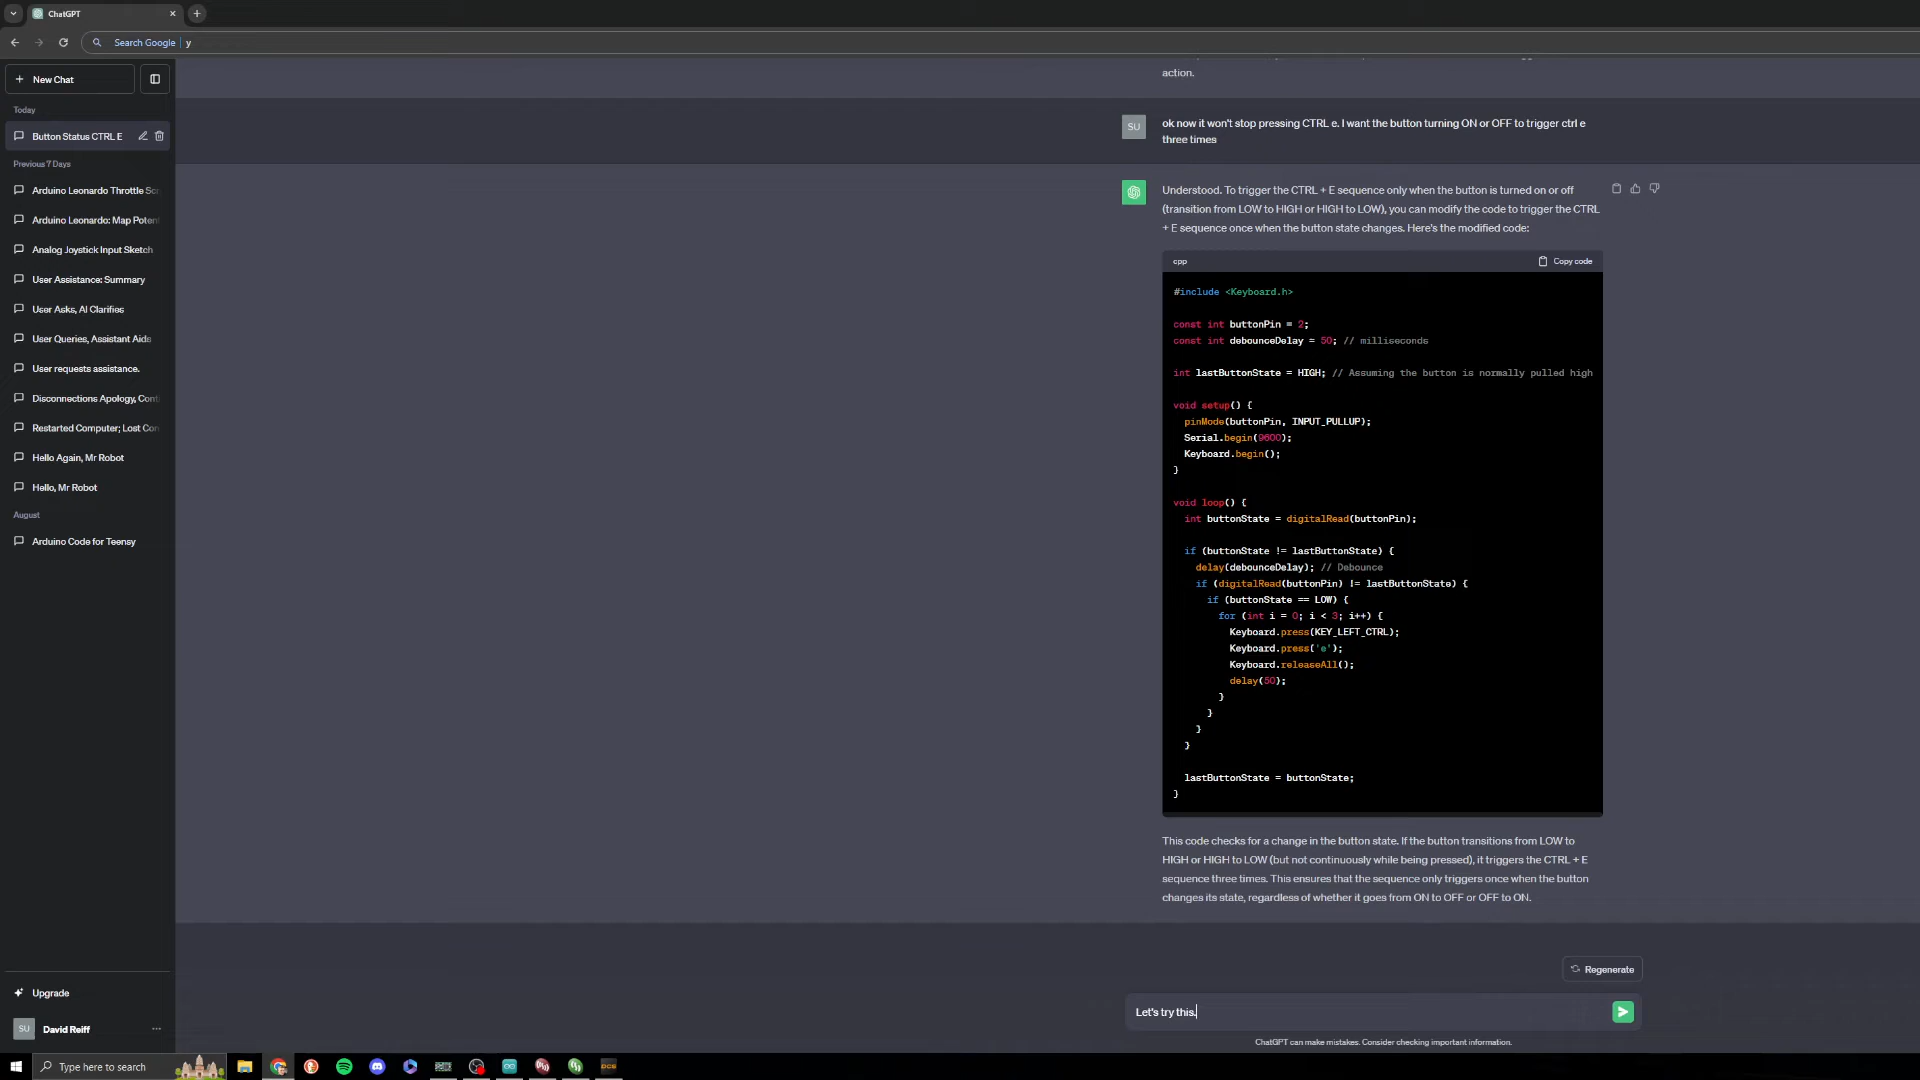 ChatGPT
Search Google
y
New Chat
Today
Button Status CTRL E
Previous 7 Days
Arduino Leonardo Throttle Scr
Arduino Leonardo: Map Poten
Analog Joystick Input Sketch
User Assistance: Summary
User Asks, AI Clarifies
User Queries, Assistant Aids
User requests assistance.
Disconnections Apology, Cont
Restarted Computer; Lost Con
Hello Again, Mr Robot
Hello, Mr Robot
August
Arduino Code for Teensy
Upgrade
SU
David Reiff
action.
SU
ok now it won't stop pressing CTRL e. I want the button turning ON or OFF to trigger ctrl e
three times
Understood. To trigger the CTRL + E sequence only when the button is turned on or off
(transition from LOW to HIGH or HIGH to LOW), you can modify the code to trigger the CTRL
+ E sequence once when the button state changes. Here's the modified code:
cpp
Copy code
#include <Keyboard.h>
const int buttonPin = 2;
const int debounceDelay = 50; // milliseconds
int lastButtonState = HIGH; // Assuming the button is normally pulled high
void setup() {
pinMode(buttonPin, INPUT_PULLUP);
Serial.begin(9600);
Keyboard.begin();
}
void loop() {
int buttonState = digitalRead(buttonPin);
if (buttonState != lastButtonState) {
delay(debounceDelay); // Debounce
if (digitalRead(buttonPin) != lastButtonState) {
if (buttonState == LOW) {
for (int i = 0; i < 3; i++) {
Keyboard.press(KEY_LEFT_CTRL);
Keyboard.press('e');
Keyboard.releaseAll();
delay(50);
}
}
}
}
lastButtonState = buttonState;
}
This code checks for a change in the button state. If the button transitions from LOW to
HIGH or HIGH to LOW (but not continuously while being pressed), it triggers the CTRL + E
sequence three times. This ensures that the sequence only triggers once when the button
changes its state, regardless of whether it goes from ON to OFF or OFF to ON.
Regenerate
Let's try this.
ChatGPT can make mistakes. Consider checking important information.
Type here to search
DCS